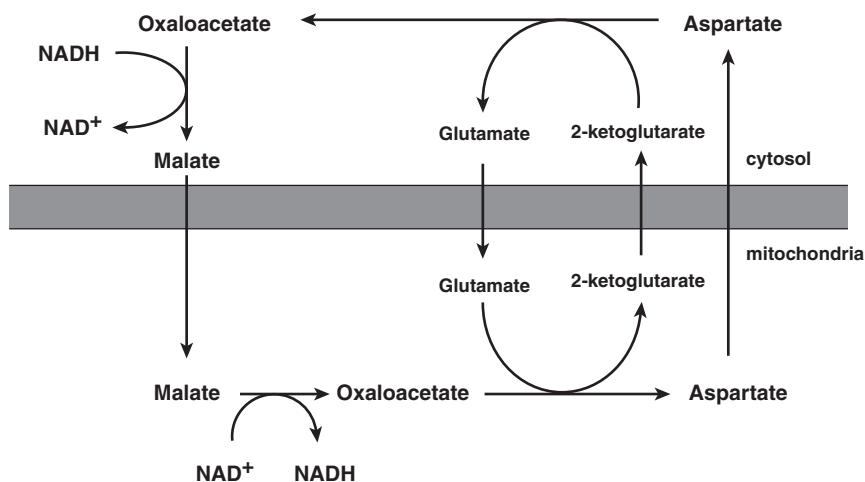 Oxaloacetate
Aspartate
NADH
NAD+
Glutamate
2-ketoglutarate
Malate
cytosol
mitochondria
Glutamate
2-ketoglutarate
Malate
Oxaloacetate
Aspartate
NAD+
NADH